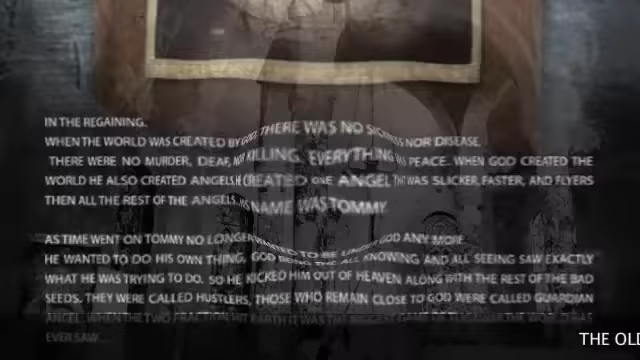 IN THE REGAINING.
WHEN THE WORLD WAS CREATED BY GOD, THERE WAS NO SICKNESS NOR DISEASE.
THERE WERE NO MURDER, DEAF, NOR KILLING. EVERYTHING WAS PEACE. WHEN GOD CREATED THE
WORLD HE ALSO CREATED ANGELS. HE CREATED ONE ANGEL THAT WAS SLICKER, FASTER, AND FLYERS
THEN ALL THE REST OF THE ANGELS. HIS NAME WAS TOMMY.
AS TIME WENT ON TOMMY NO LONGER WANTED TO BE UNDER GOD ANY MORE.
HE WANTED TO DO HIS OWN THING. GOD BEING THE ALL KNOWING AND ALL SEEING SAW EXACTLY
WHAT HE WAS TRYING TO DO. SO HE KICKED HIM OUT OF HEAVEN ALONG WITH THE REST OF THE BAD
SEEDS. THEY WERE CALLED HUSTLERS, THOSE WHO REMAIN CLOSE TO GOD WERE CALLED GUARDIAN
ANGEL. WHEN THE TWO FRACTION HIT EARTH IT WAS THE BIGGEST GAME OF THE WORLD HAS
EVER SAW...
THE OLD